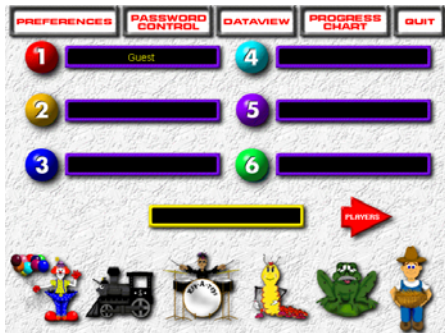 PREFERENCES
PASSWORD
CONTROL
DATAVIEW
PROGRESS
CHART
QUIT
1
Guest
4
2
5
3
6
PLAYERS